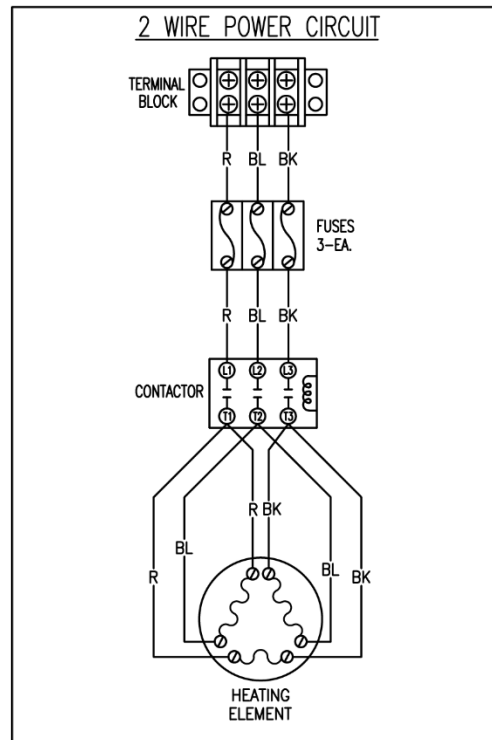 2 WIRE POWER CIRCUIT
TERMINAL
BLOCK
R BL BK
FUSES
3-EA.
R BL BK
L1 L2 L3
CONTACTOR
T1 T2 T3
R BK
BL
BL
R
BK
HEATING
ELEMENT